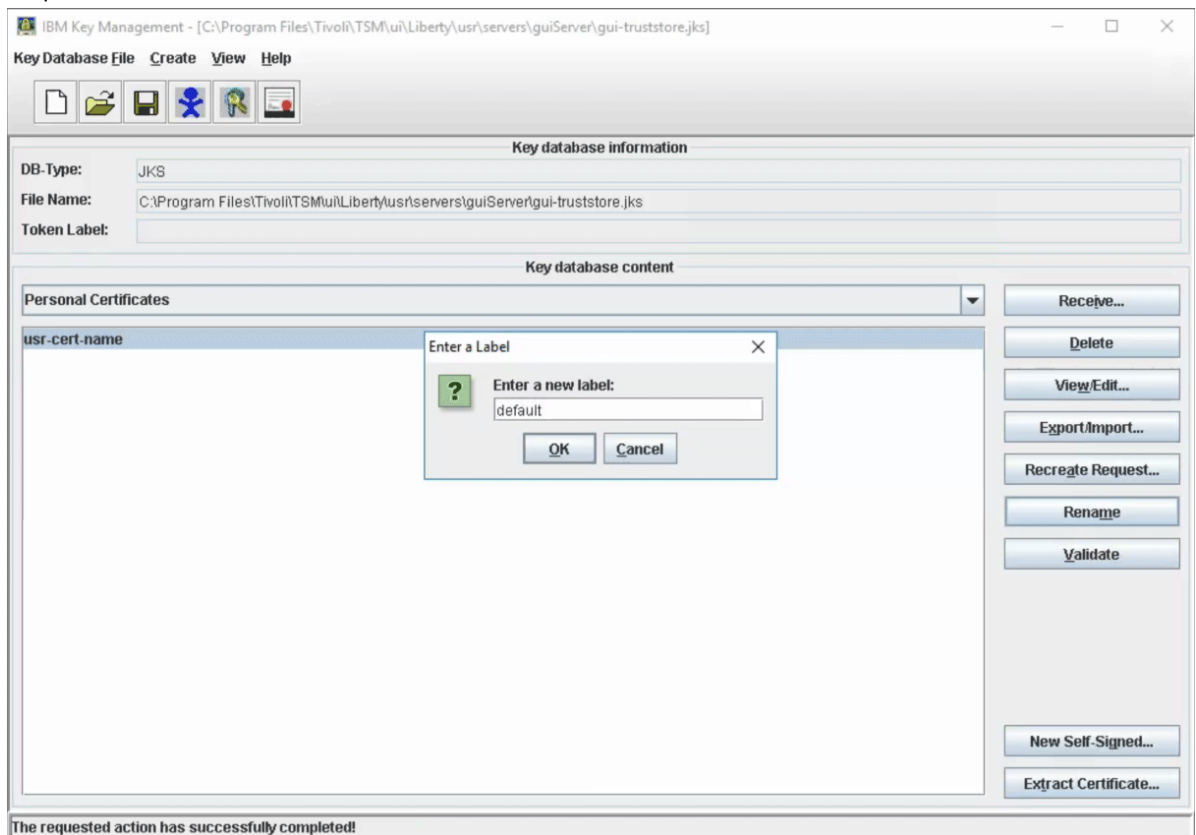 IBM Key Management - [C:\Program Files\Tivoli\TSM\ui\Liberty\usr\servers\guiServer\gui-truststore.jks]
Key Database File Create View Help
Key database information
DB-Type: JKS
File Name: C:\Program Files\Tivoli\TSM\ui\Liberty\usr\servers\guiServer\gui-truststore.jks
Token Label:
Key database content
Personal Certificates
Receive...
usr-cert-name
Delete
Enter a Label
Enter a new label:
default
OK Cancel
View/Edit...
Export/Import...
Recreate Request...
Rename
Validate
New Self-Signed...
Extract Certificate...
The requested action has successfully completed!